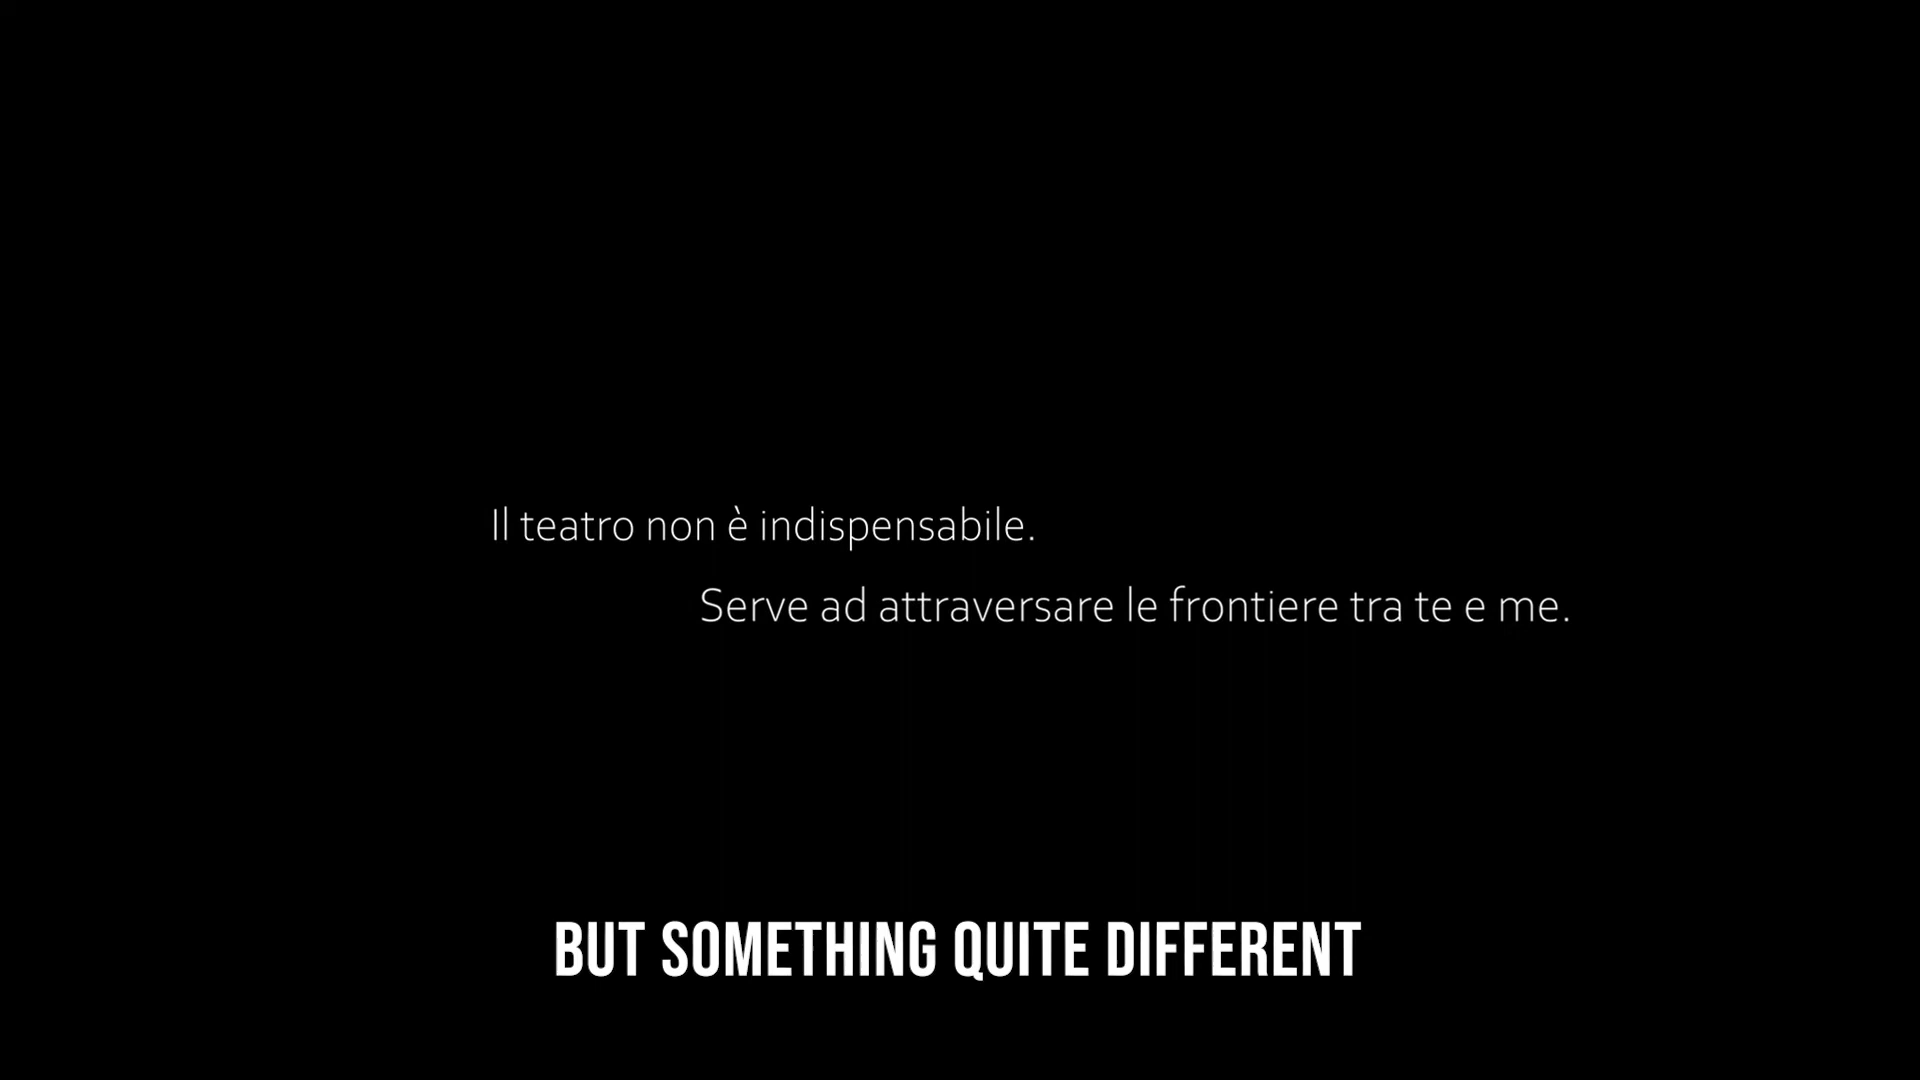 Il teatro non è indispensabile.
Serve ad attraversare le frontiere tra te e me.
BUT SOMETHING QUITE DIFFERENT